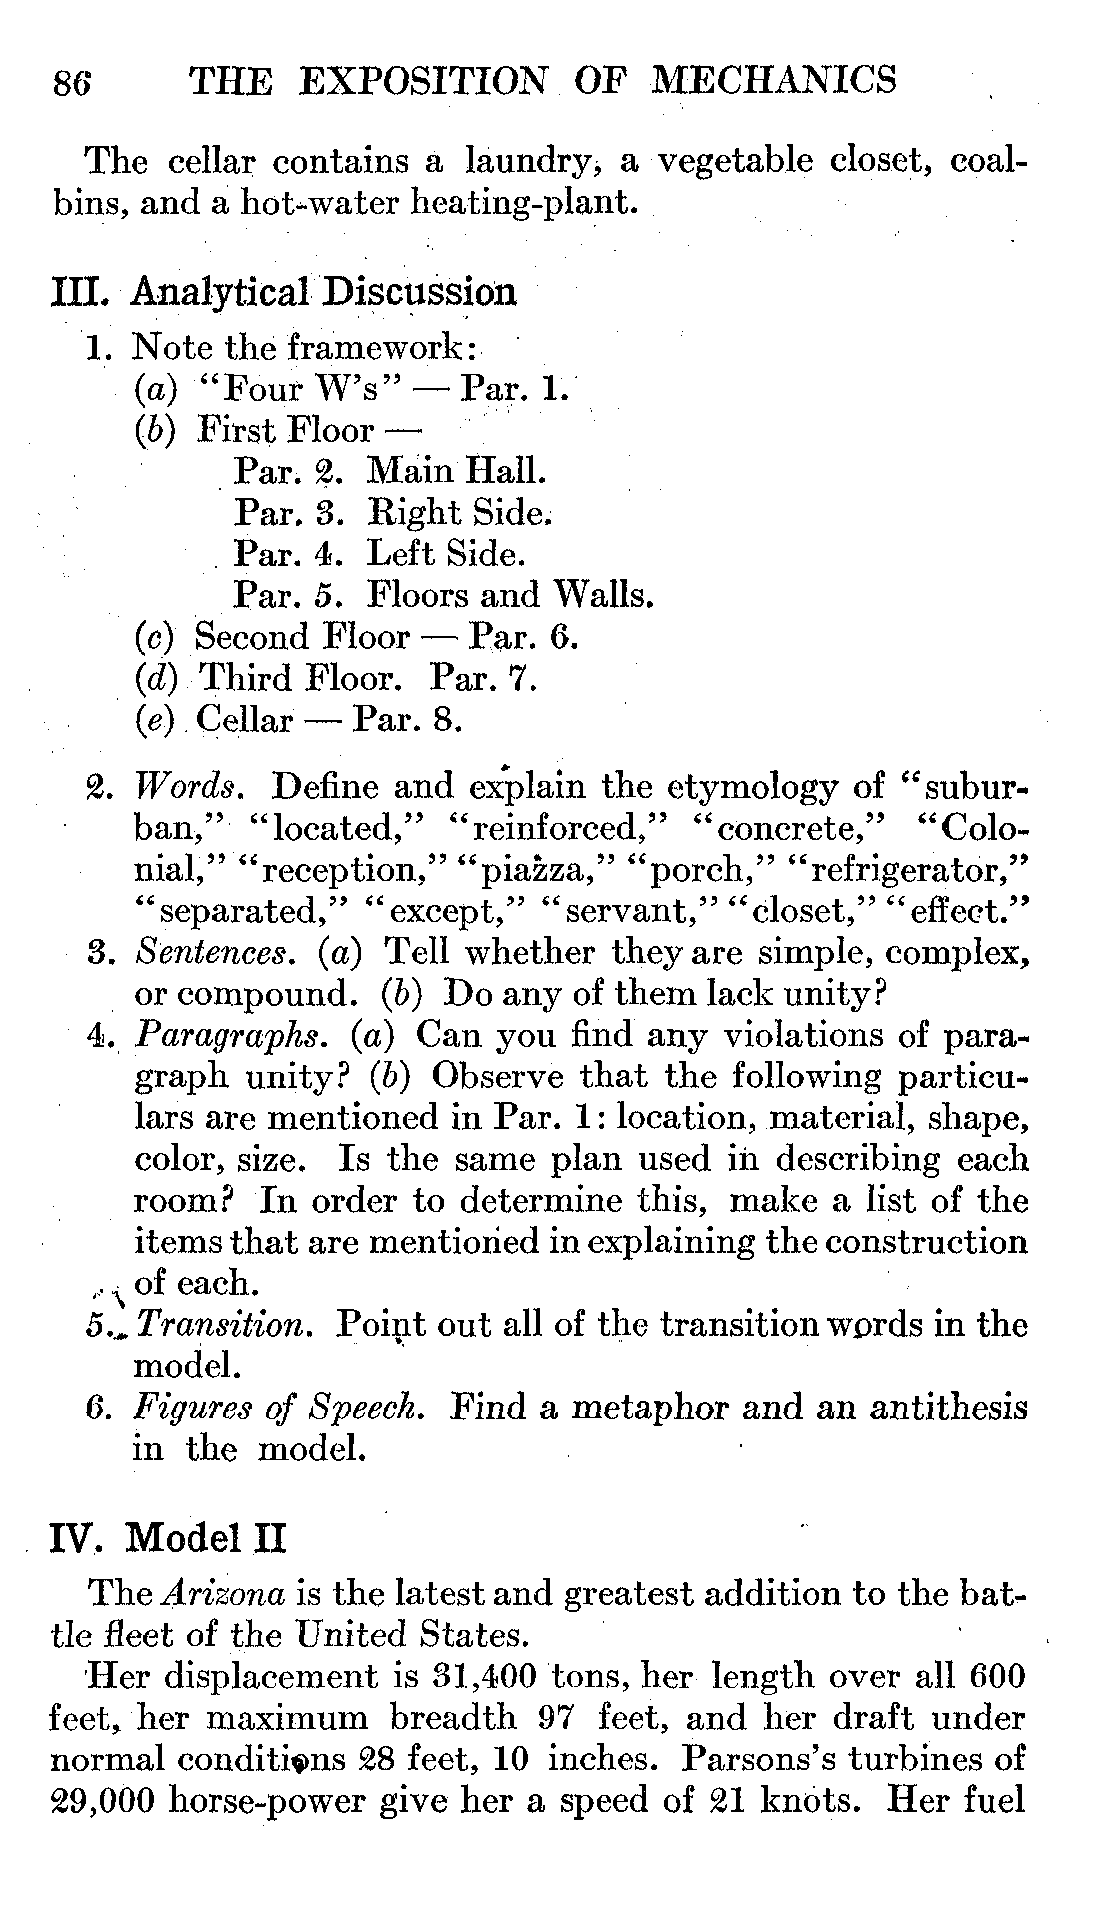 86 THE EXPOSITION OF MECHANICS
The cellar contains a laundry, a vegetable closet, coal-
bins, and a hot-water heating-plant.
III. Analytical Discussion
1. Note the framework:
(a) “Four W’s” — Par. 1.
(b) First Floor —
Par. 2. Main Hall.
Par. 3. Right Side.
Par. 4. Left Side.
Par. 5. Floors and Walls.
(c) Second Floor — Par. 6.
(d) Third Floor. Par. 7.
(e) Cellar — Par. 8.
2. Words. Define and explain the etymology of “subur-
ban,” “located,” “reinforced,” “concrete,” “Colo-
nial,” “reception,” “piazza,” “porch,” “refrigerator,”
“separated,” “except,” “servant,” “closet,” “effect.”
3. Sentences. (a) Tell whether they are simple, complex,
or compound. (b) Do any of them lack unity?
4. Paragraphs. (a) Can you find any violations of para-
graph unity? (b) Observe that the following particu-
lars are mentioned in Par. 1: location, material, shape,
color, size. Is the same plan used in describing each
room? In order to determine this, make a list of the
items that are mentioned in explaining the construction
of each.
5. Transition. Point out all of the transition words in the
model.
6. Figures of Speech. Find a metaphor and an antithesis
in the model.
IV. Model II
The Arizona is the latest and greatest addition to the bat-
tle fleet of the United States.
Her displacement is 31,400 tons, her length over all 600
feet, her maximum breadth 97 feet, and her draft under
normal conditions 28 feet, 10 inches. Parsons’s turbines of
29,000 horse-power give her a speed of 21 knots. Her fuel